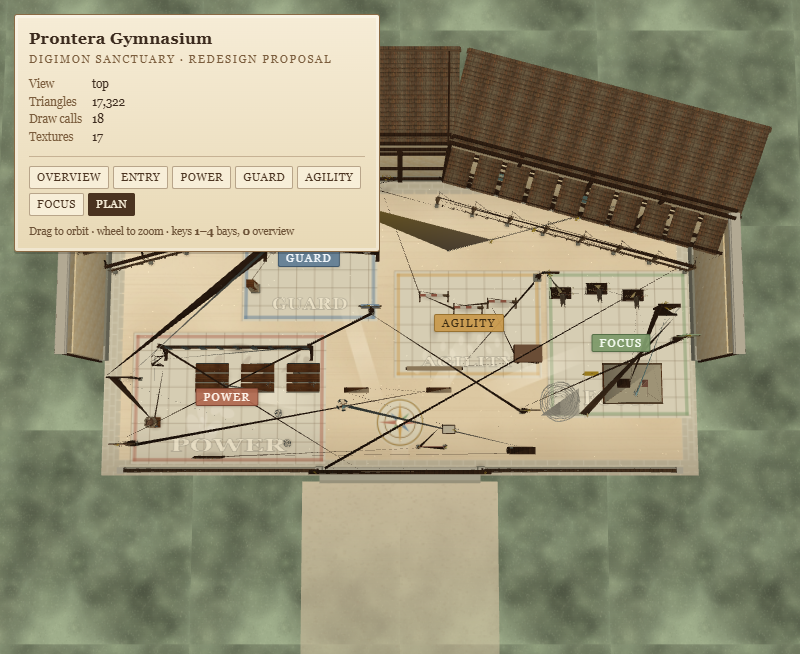 Prontera Gymnasium
DIGIMON SANCTUARY · REDESIGN PROPOSAL
View top
Triangles 17,322
Draw calls 18
Textures 17
OVERVIEW ENTRY POWER GUARD AGILITY
FOCUS PLAN
Drag to orbit · wheel to zoom · keys 1–4 bays, 0 overview
GUARD
GUARD
AGILITY
FOCUS
AGILITY
POWER
POWER